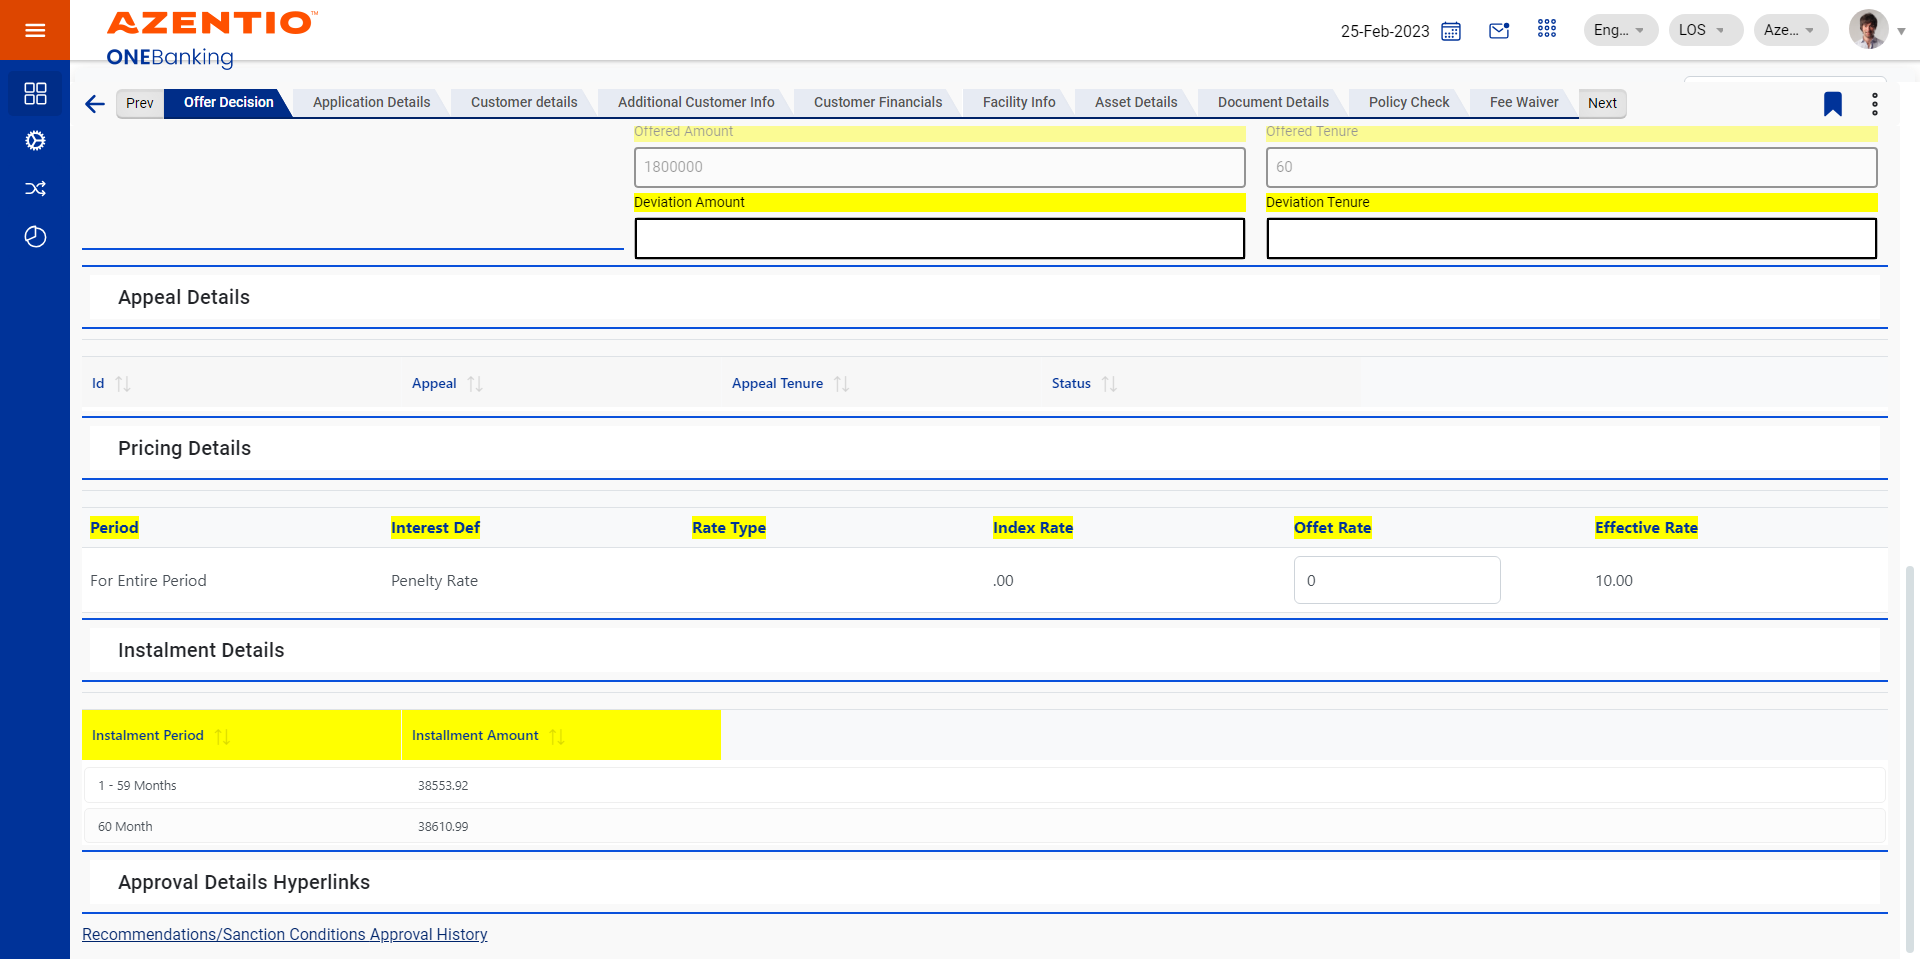 AZENTIO™
ONEBanking
25-Feb-2023
Eng...
LOS
Aze...
Prev
Offer Decision
Application Details
Customer details
Additional Customer Info
Customer Financials
Facility Info
Asset Details
Document Details
Policy Check
Fee Waiver
Next
Offered Amount
Offered Tenure
1800000
60
Deviation Amount
Deviation Tenure
Appeal Details
Id
Appeal
Appeal Tenure
Status
Pricing Details
Period
Interest Def
Rate Type
Index Rate
Offet Rate
Effective Rate
For Entire Period
Penelty Rate
.00
0
10.00
Instalment Details
Instalment Period
Installment Amount
1 - 59 Months
38553.92
60 Month
38610.99
Approval Details Hyperlinks
Recommendations/Sanction Conditions Approval History